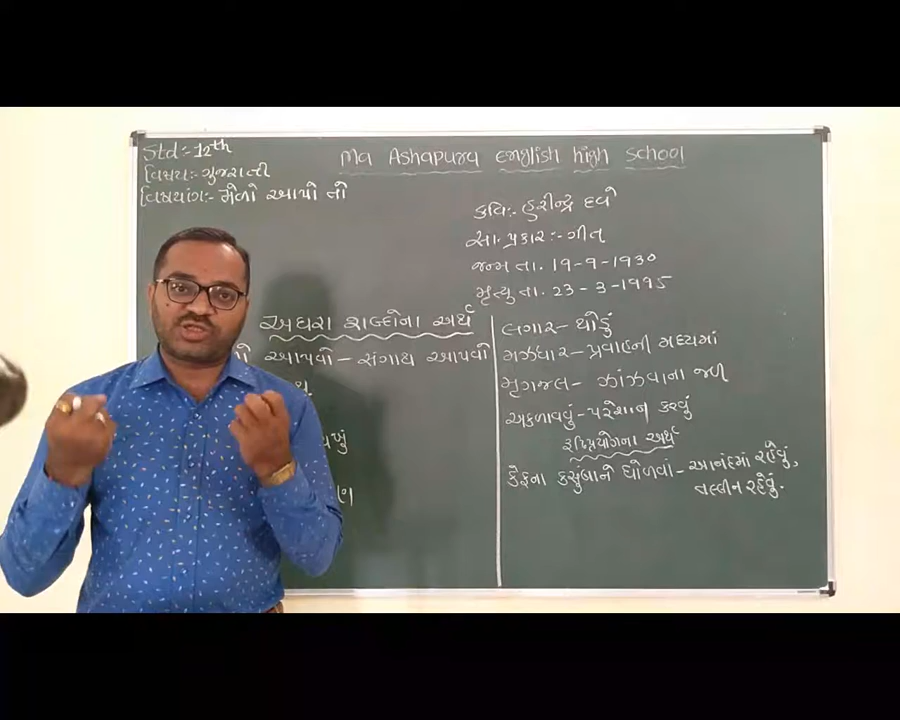 Std:- 12th
વિષય:- ગુજરાતી
વિષયાંગ:- મેળો આપો તો
Ma Ashapura english high school
કવિ:- હરીન્દ્ર દવે
સા. પ્રકાર:- ગીત
જન્મ તા. 19-9-1930
મૃત્યુ તા. 23-3-1995
અઘરા શબ્દોના અર્થ
આપવો - સંગાથ આપવો
લગાર - થોડું
મઝધાર - પ્રવાહની મધ્યમાં
મૃગજલ - ઝાંઝવાના જળ
અકળાવવું - પરેશાન કરવું
રૂઢિપ્રયોગના અર્થ
કેફના કસુંબાને ઘોળવા - આનંદમાં રહેવું,
તલ્લીન રહેવું.